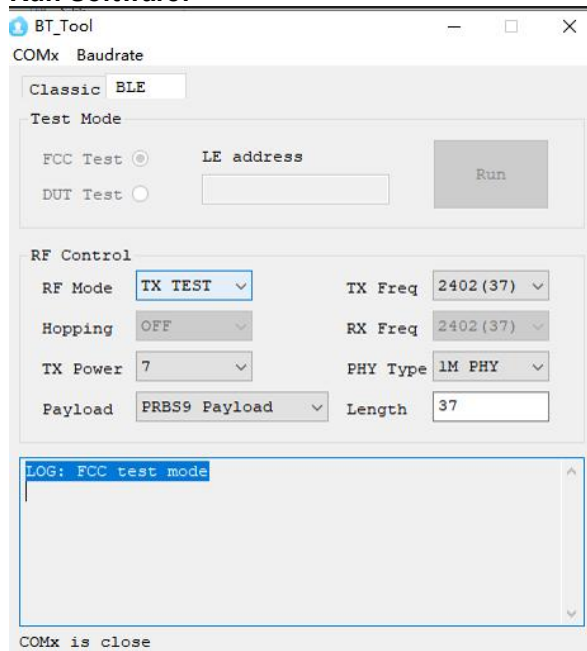 BT_Tool
COMx Baudrate
Classic BLE
Test Mode
FCC Test LE address
DUT Test
Run
RF Control
RF Mode TX TEST TX Freq 2402(37)
Hopping OFF RX Freq 2402(37)
TX Power 7 PHY Type 1M PHY
Payload PRBS9 Payload Length 37
LOG: FCC test mode
COMx is close